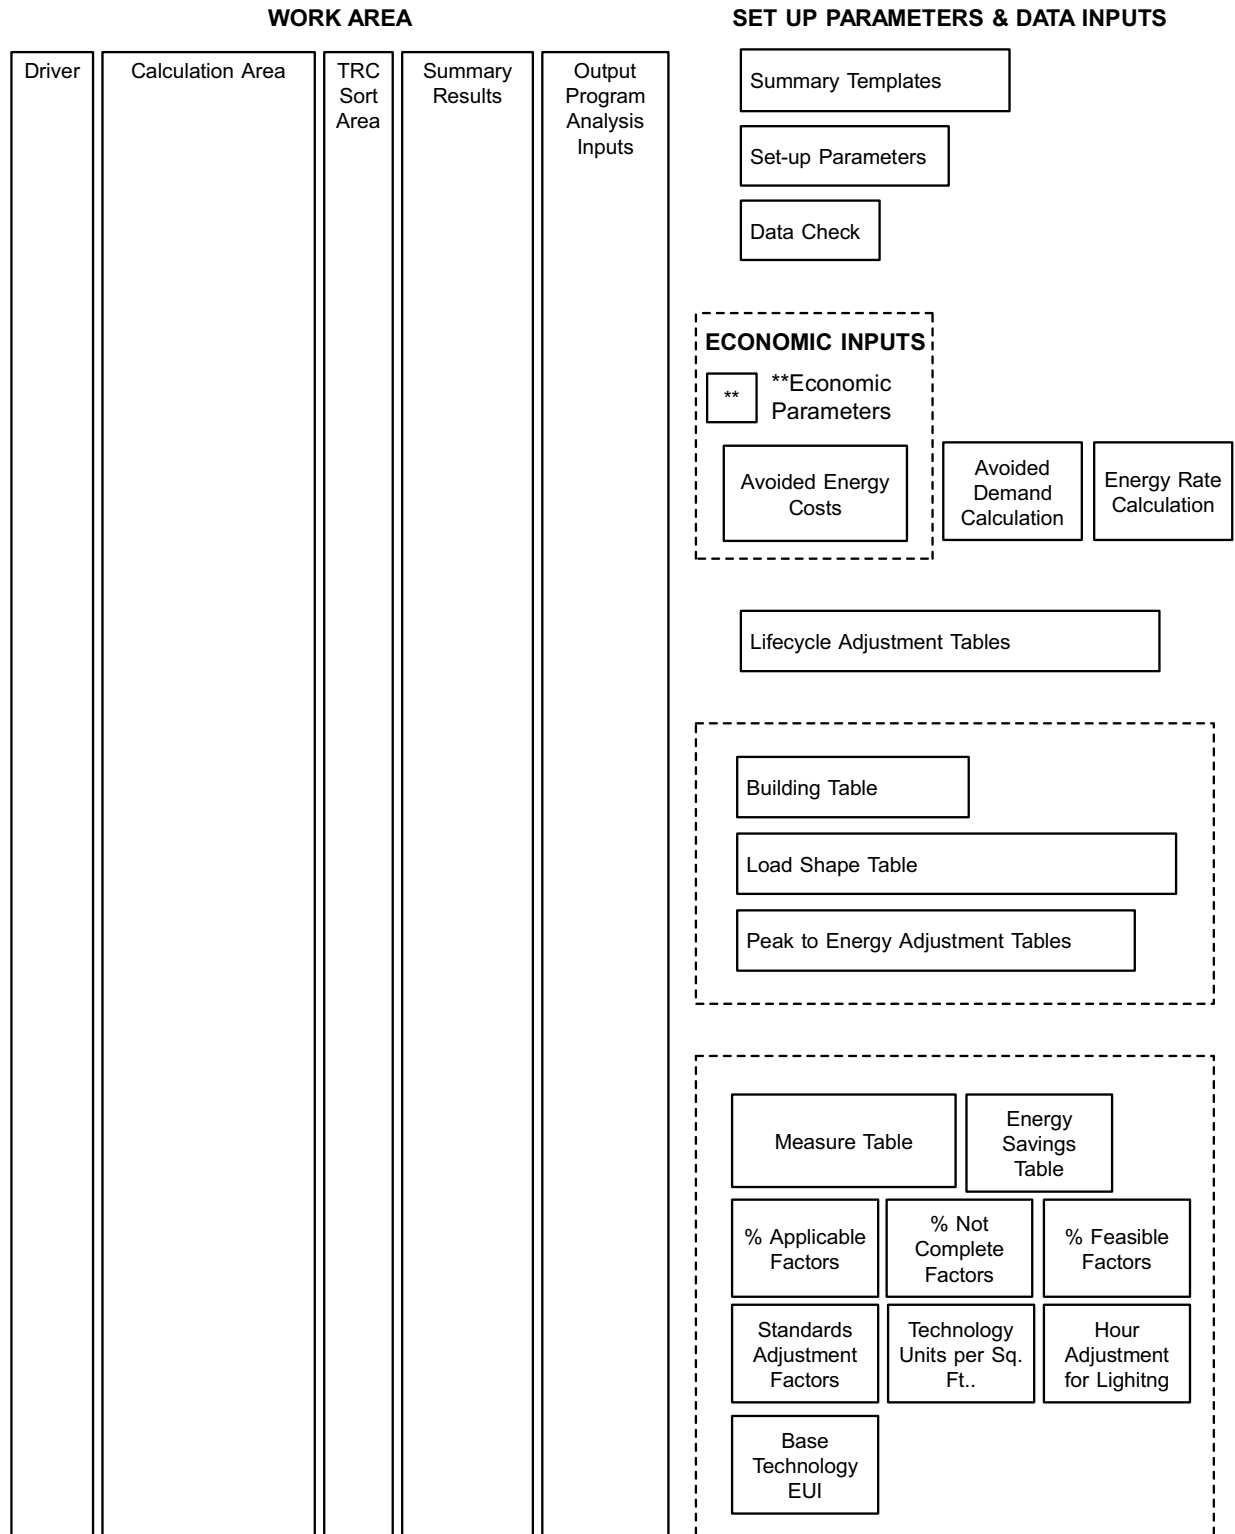 WORK AREA
SET UP PARAMETERS & DATA INPUTS
Driver
Calculation Area
TRC
Sort
Area
Summary
Results
Output
Program
Analysis
Inputs
Summary Templates
Set-up Parameters
Data Check
ECONOMIC INPUTS
**
**Economic
Parameters
Avoided Energy
Costs
Avoided
Demand
Calculation
Energy Rate
Calculation
Lifecycle Adjustment Tables
Building Table
Load Shape Table
Peak to Energy Adjustment Tables
Measure Table
Energy
Savings
Table
% Applicable
Factors
% Not
Complete
Factors
% Feasible
Factors
Standards
Adjustment
Factors
Technology
Units per Sq.
Ft..
Hour
Adjustment
for Lighitng
Base
Technology
EUI